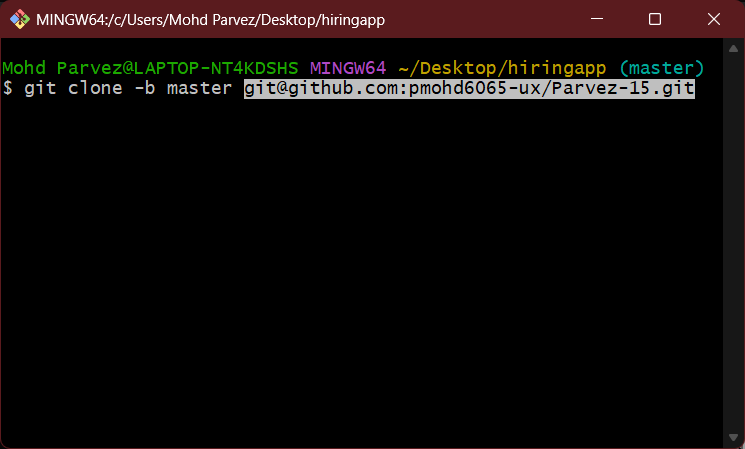 MINGW64:/c/Users/Mohd Parvez/Desktop/hiringapp
Mohd Parvez@LAPTOP-NT4KDSHS MINGW64 ~/Desktop/hiringapp (master)
$ git clone -b master git@github.com:pmohd6065-ux/Parvez-15.git